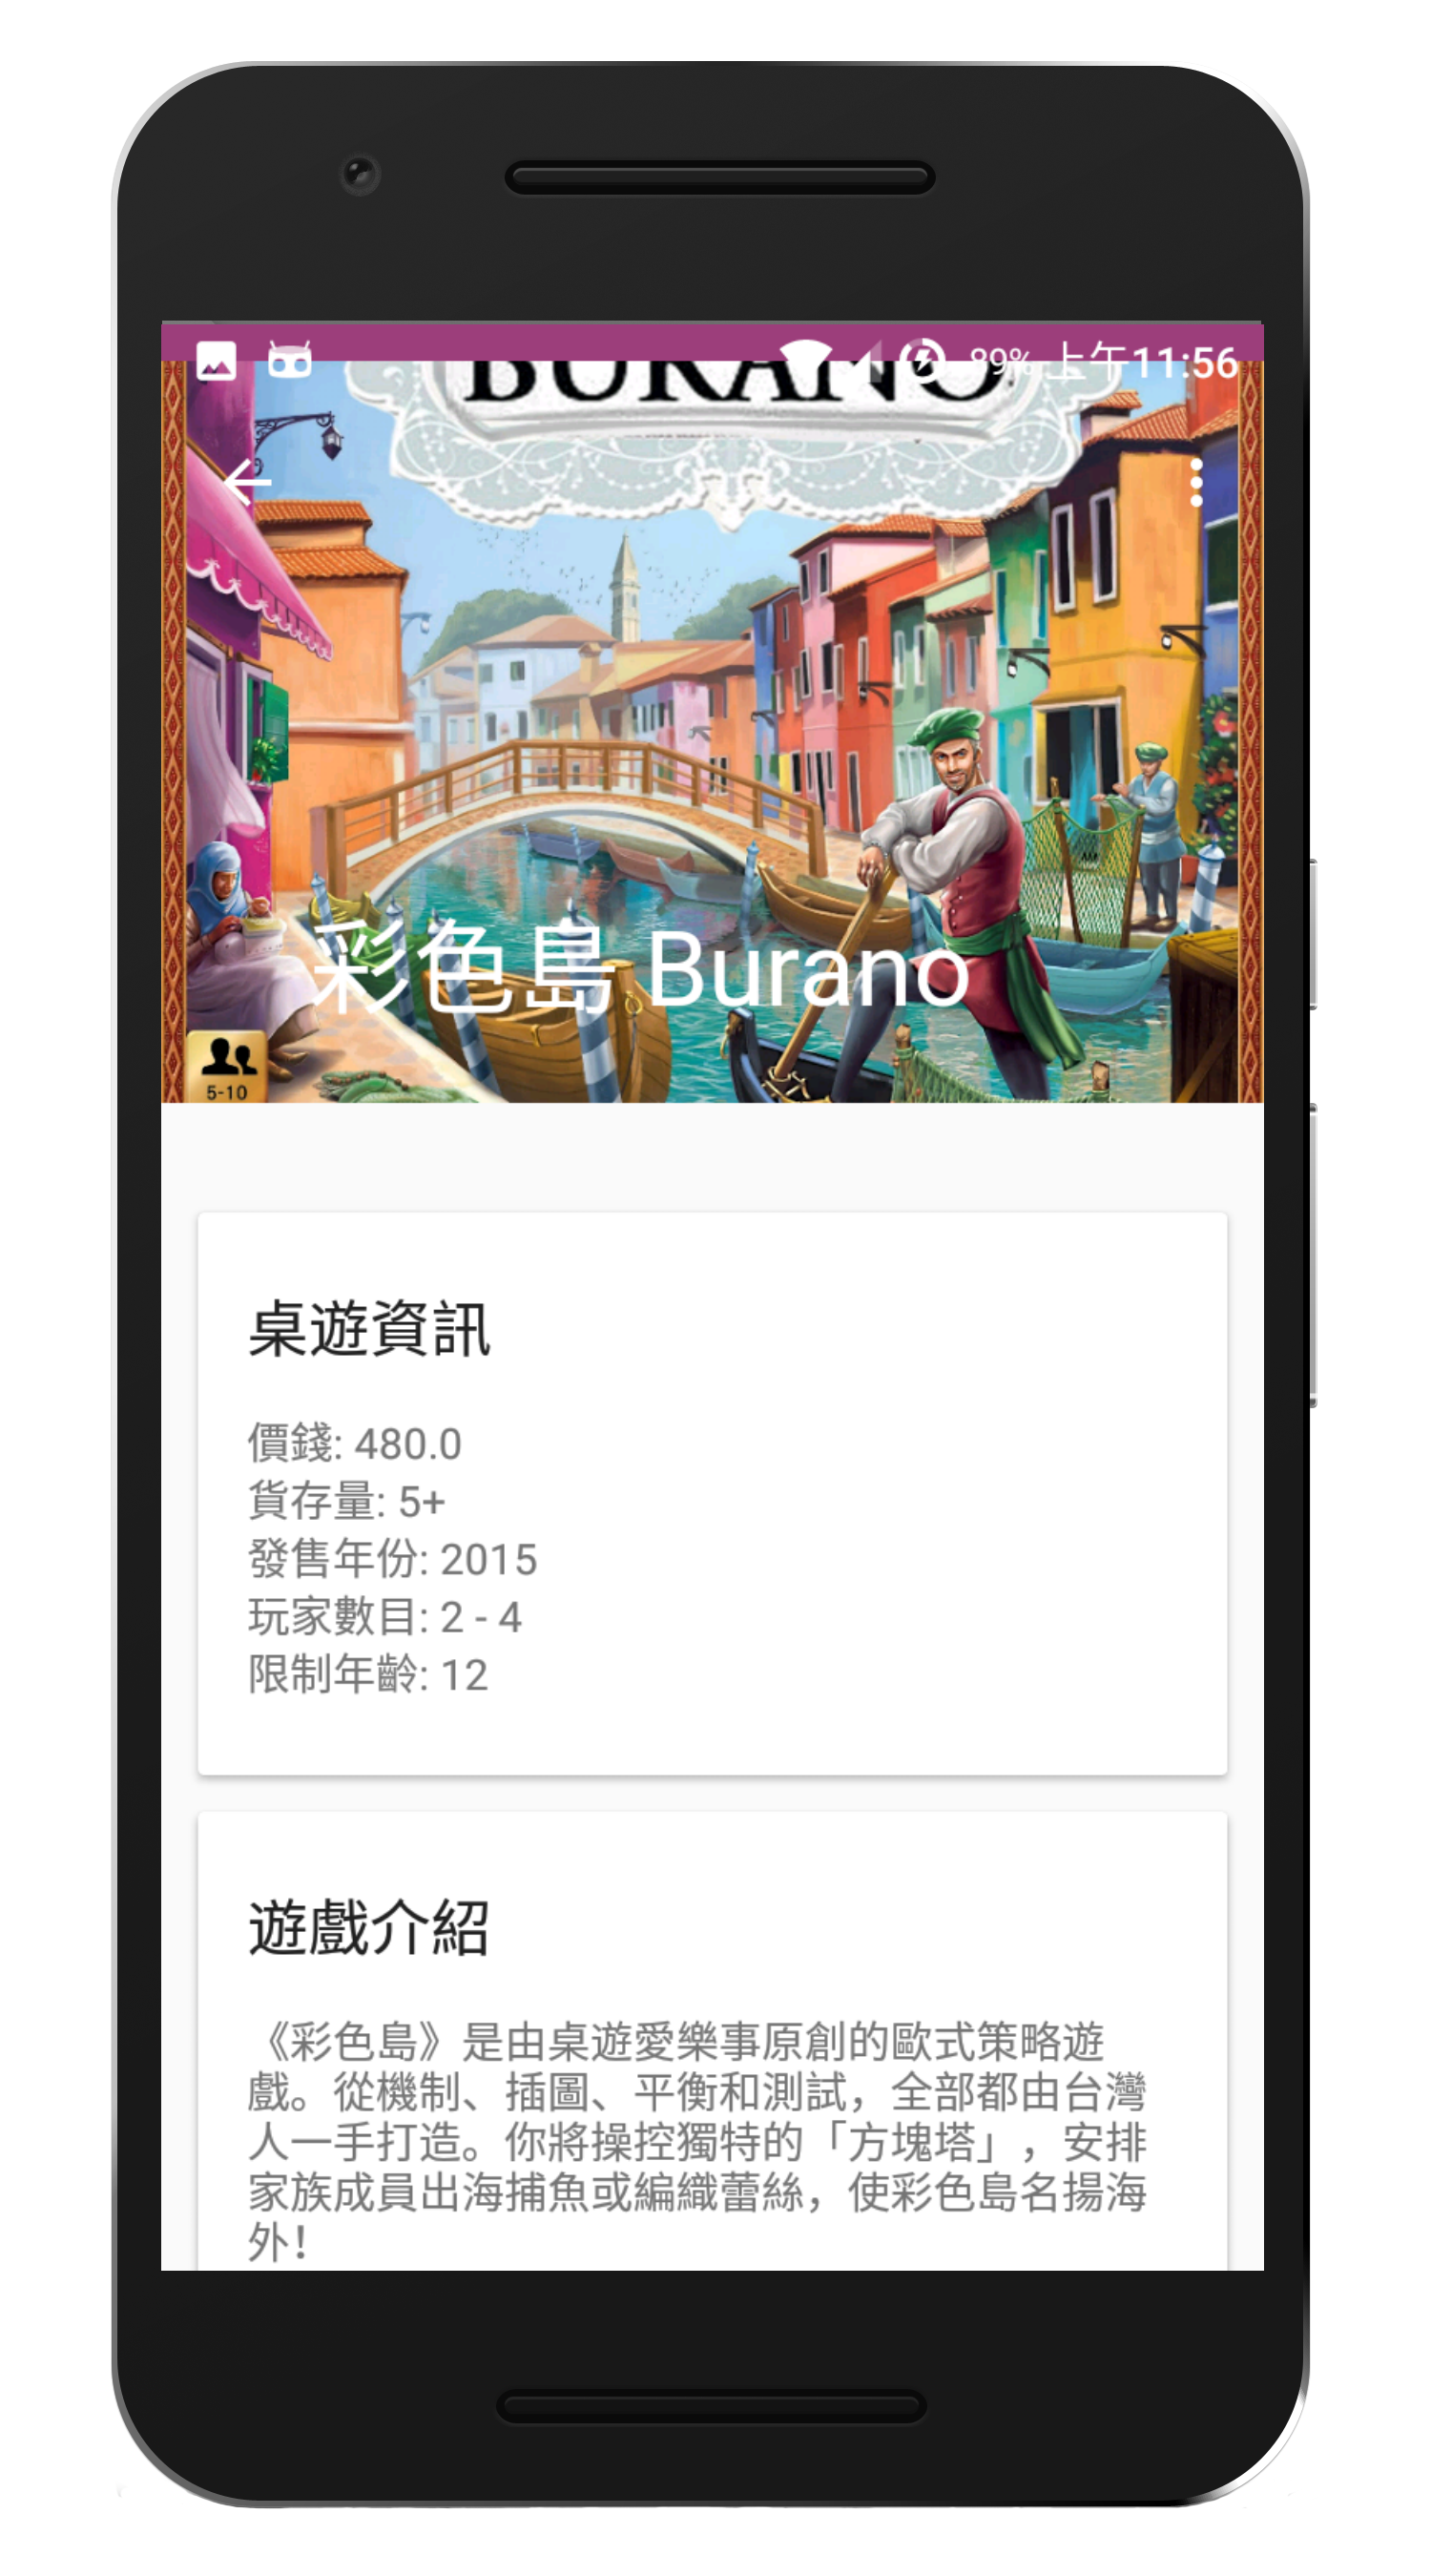 89% 上午11:56
BURANO
彩色島 Burano
5-10
桌遊資訊
價錢: 480.0
貨存量: 5+
發售年份: 2015
玩家數目: 2 - 4
限制年齡: 12
遊戲介紹
《彩色島》是由桌遊愛樂事原創的歐式策略遊
戲。從機制、插圖、平衡和測試，全部都由台灣
人一手打造。你將操控獨特的「方塊塔」，安排
家族成員出海捕魚或編織蕾絲，使彩色島名揚海
外！